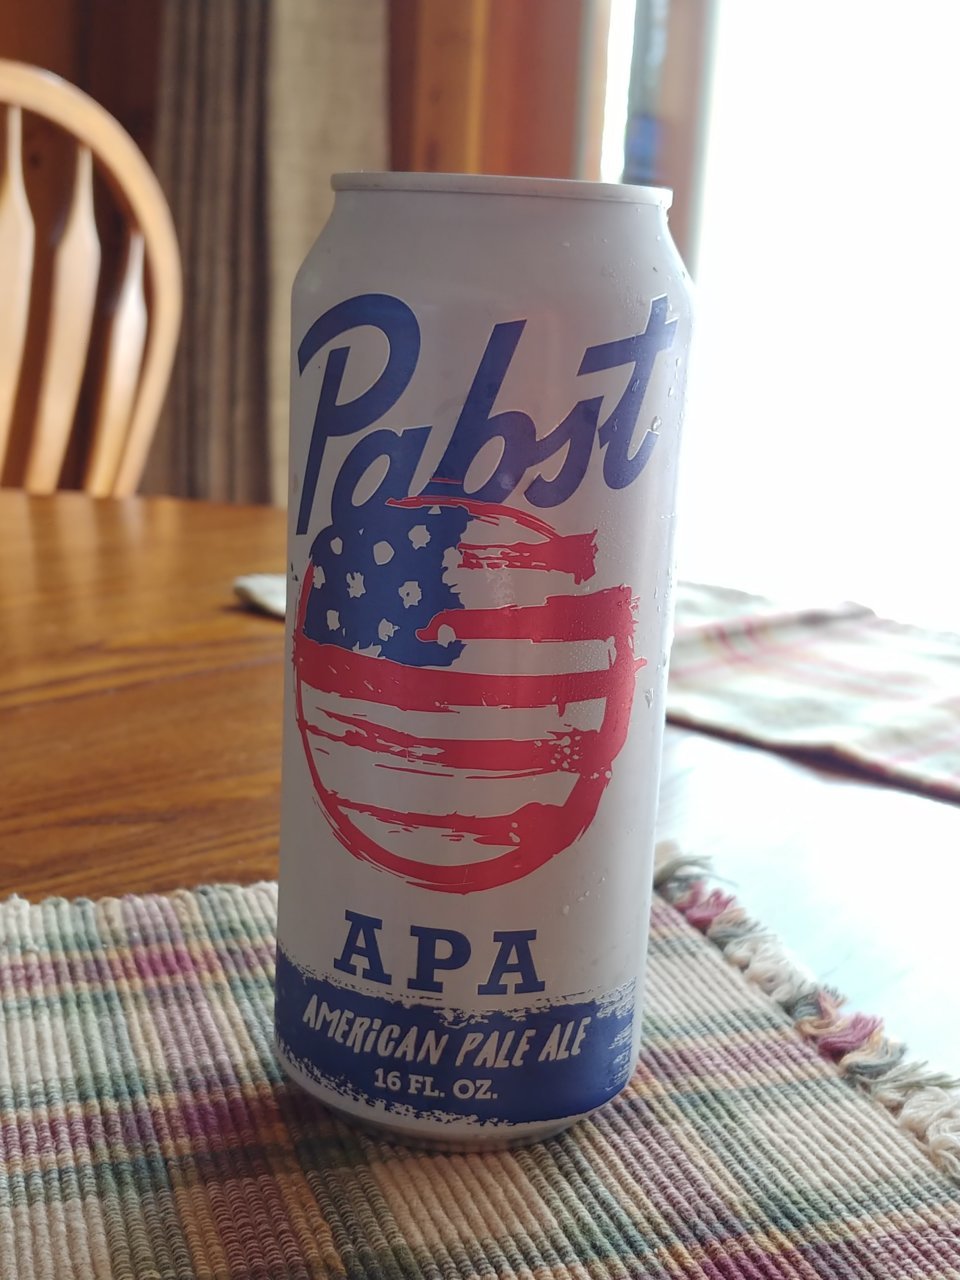 Pabst
APA
AMERICAN PALE ALE
16 FL. OZ.